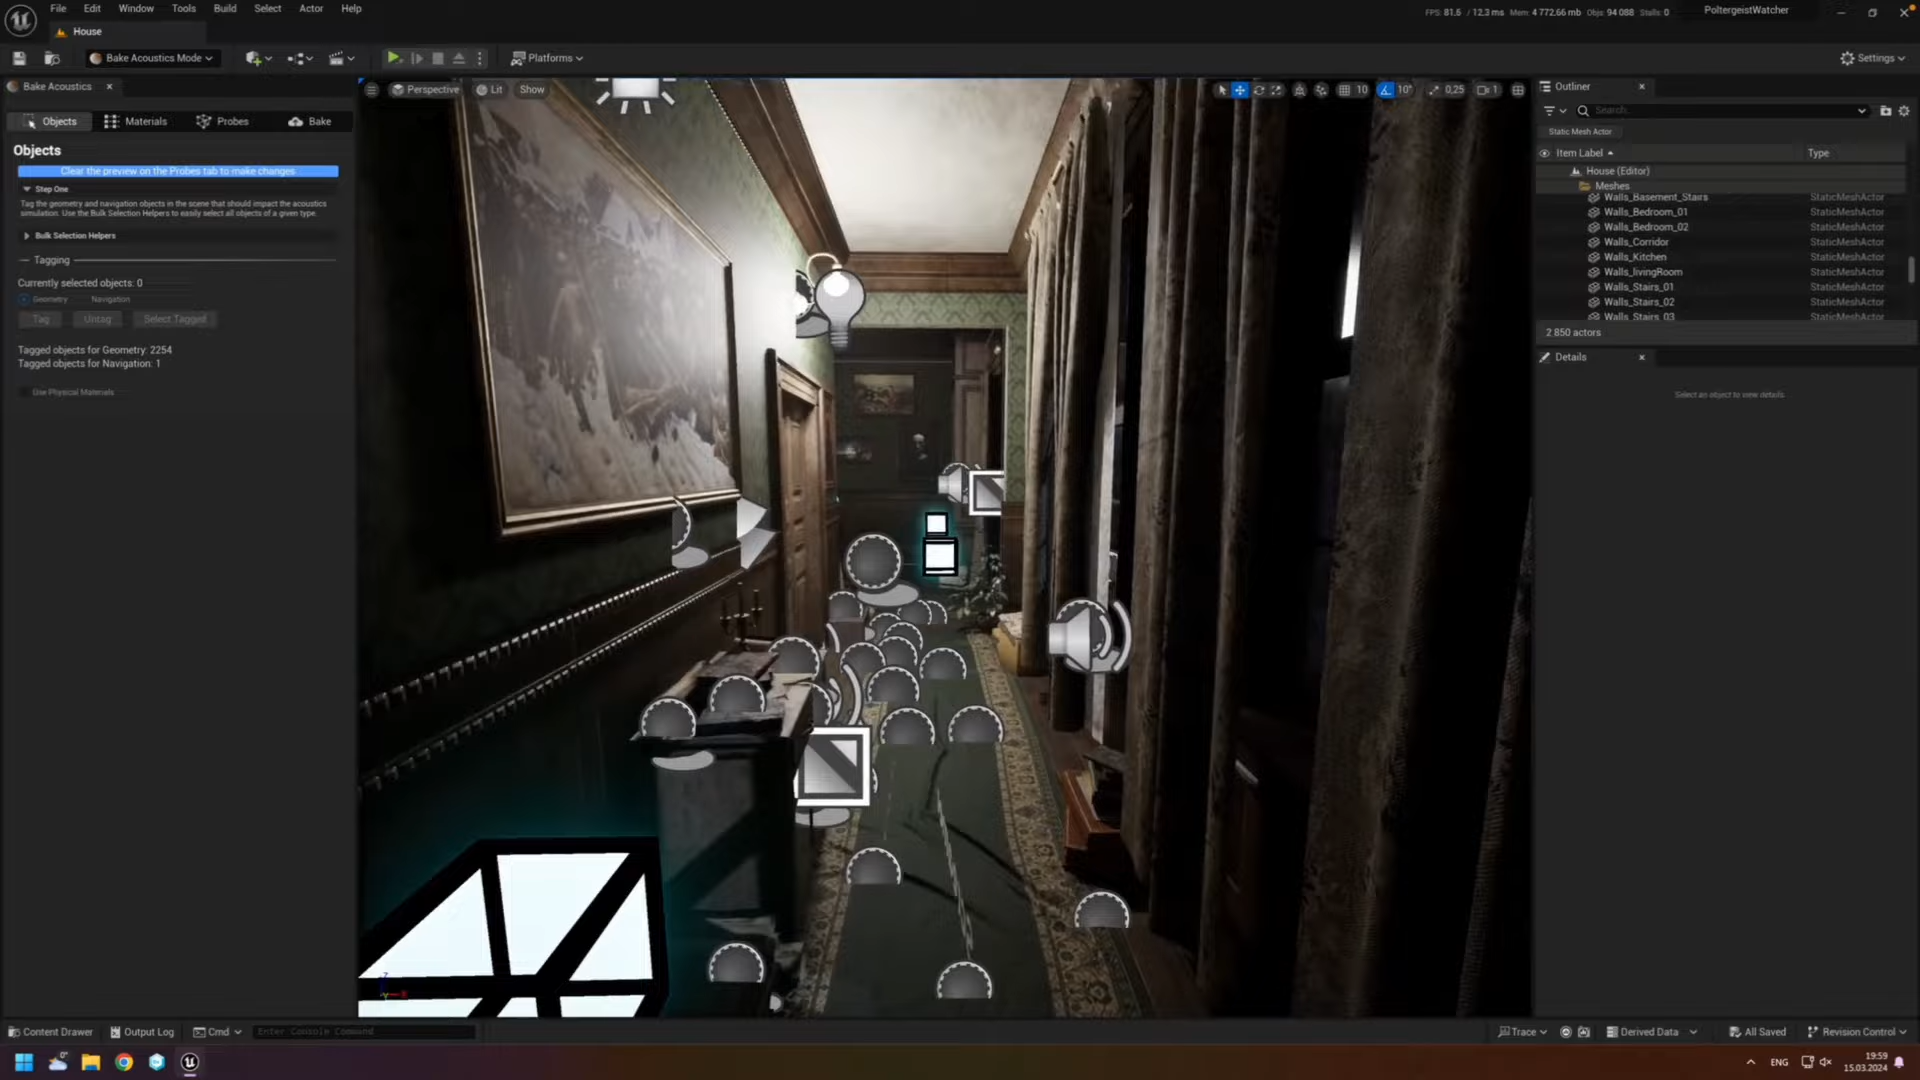 File Edit Window Tools Build Select Actor Help
FPS: 81.5 / 12.3 ms Mem: 4 772.66 mb Objs: 94 088 Stalls: 0
PoltergeistWatcher
House
Bake Acoustics Mode
Platforms
Settings
Bake Acoustics
Perspective Lit Show
10 10° 0,25 1
Outliner
Objects Materials Probes Bake
Search...
Static Mesh Actor
Objects
Item Label Type
Clear the preview on the Probes tab to make changes
House (Editor)
Meshes
Step One
Tag the geometry and navigation objects in the scene that should impact the acoustics
simulation. Use the Bulk Selection Helpers to easily select all objects of a given type.
Walls_Basement_Stairs StaticMeshActor
Walls_Bedroom_01 StaticMeshActor
Walls_Bedroom_02 StaticMeshActor
Walls_Corridor StaticMeshActor
Walls_Kitchen StaticMeshActor
Walls_livingRoom StaticMeshActor
Walls_Stairs_01 StaticMeshActor
Walls_Stairs_02 StaticMeshActor
Walls_Stairs_03 StaticMeshActor
2 850 actors
Bulk Selection Helpers
Tagging
Currently selected objects: 0
Geometry Navigation
Tag Untag Select Tagged
Tagged objects for Geometry: 2254
Tagged objects for Navigation: 1
Use Physical Materials
Details
Select an object to view details.
Content Drawer Output Log Cmd Enter Console Command
Trace Derived Data All Saved Revision Control
ENG
19:59
15.03.2024